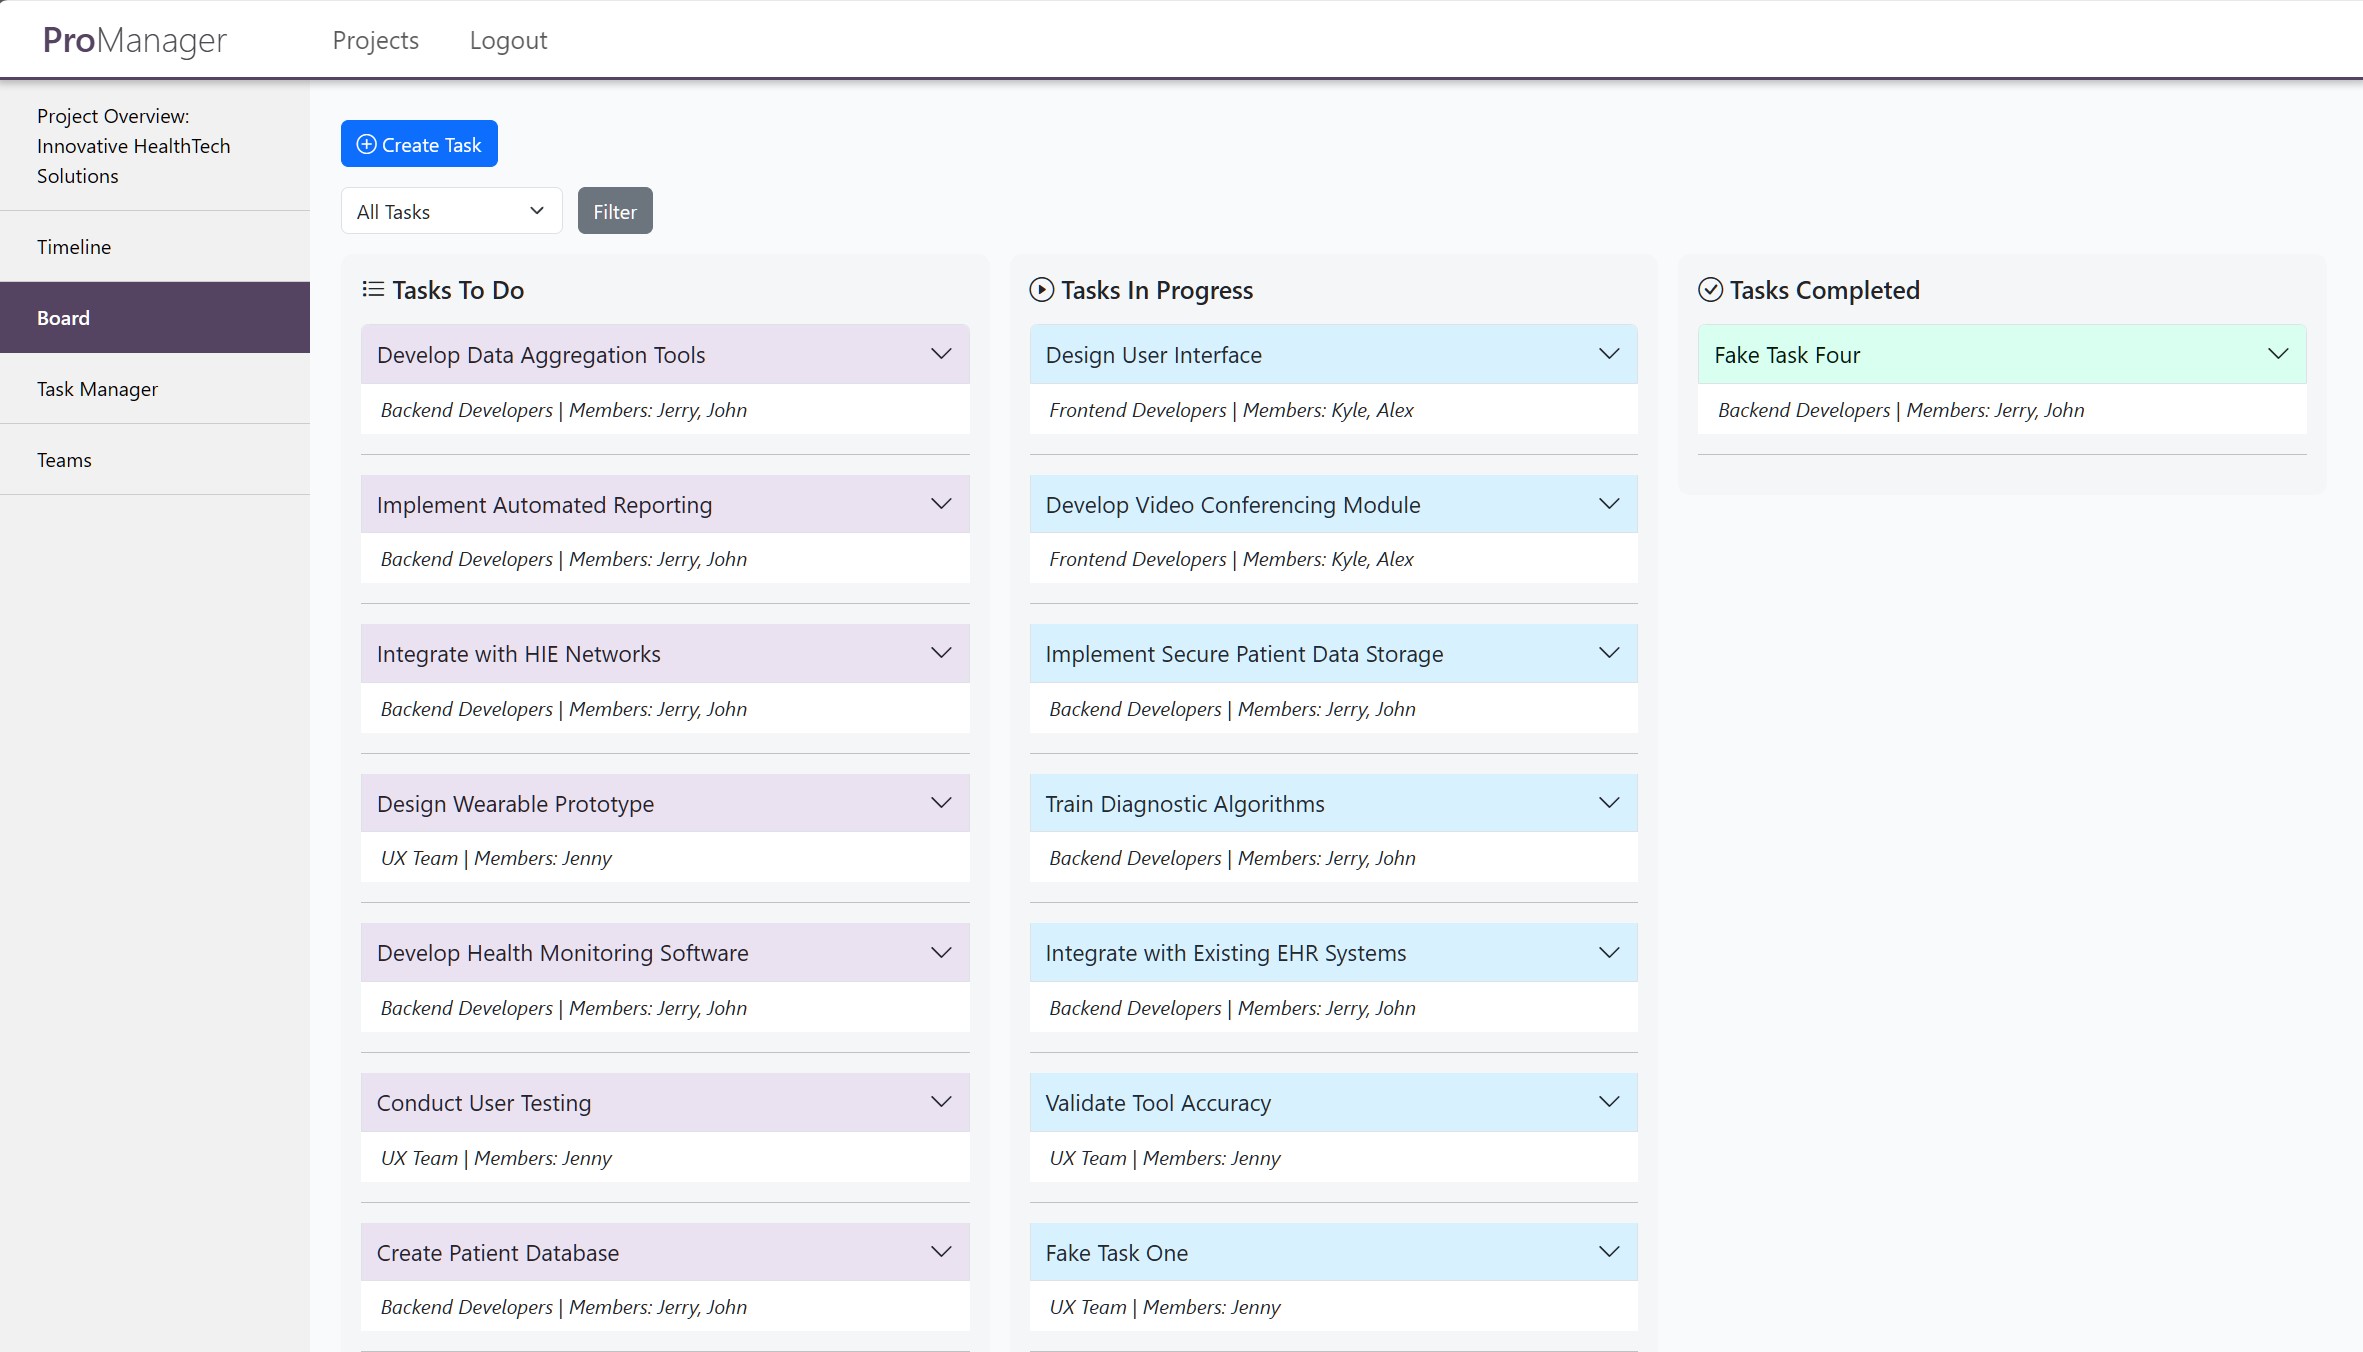 ProManager
Projects
Logout
Project Overview:
Innovative HealthTech
Solutions
Timeline
Board
Task Manager
Teams
Create Task
All Tasks
Filter
Tasks To Do
Develop Data Aggregation Tools
Backend Developers | Members: Jerry, John
Implement Automated Reporting
Backend Developers | Members: Jerry, John
Integrate with HIE Networks
Backend Developers | Members: Jerry, John
Design Wearable Prototype
UX Team | Members: Jenny
Develop Health Monitoring Software
Backend Developers | Members: Jerry, John
Conduct User Testing
UX Team | Members: Jenny
Create Patient Database
Backend Developers | Members: Jerry, John
Tasks In Progress
Design User Interface
Frontend Developers | Members: Kyle, Alex
Develop Video Conferencing Module
Frontend Developers | Members: Kyle, Alex
Implement Secure Patient Data Storage
Backend Developers | Members: Jerry, John
Train Diagnostic Algorithms
Backend Developers | Members: Jerry, John
Integrate with Existing EHR Systems
Backend Developers | Members: Jerry, John
Validate Tool Accuracy
UX Team | Members: Jenny
Fake Task One
UX Team | Members: Jenny
Tasks Completed
Fake Task Four
Backend Developers | Members: Jerry, John